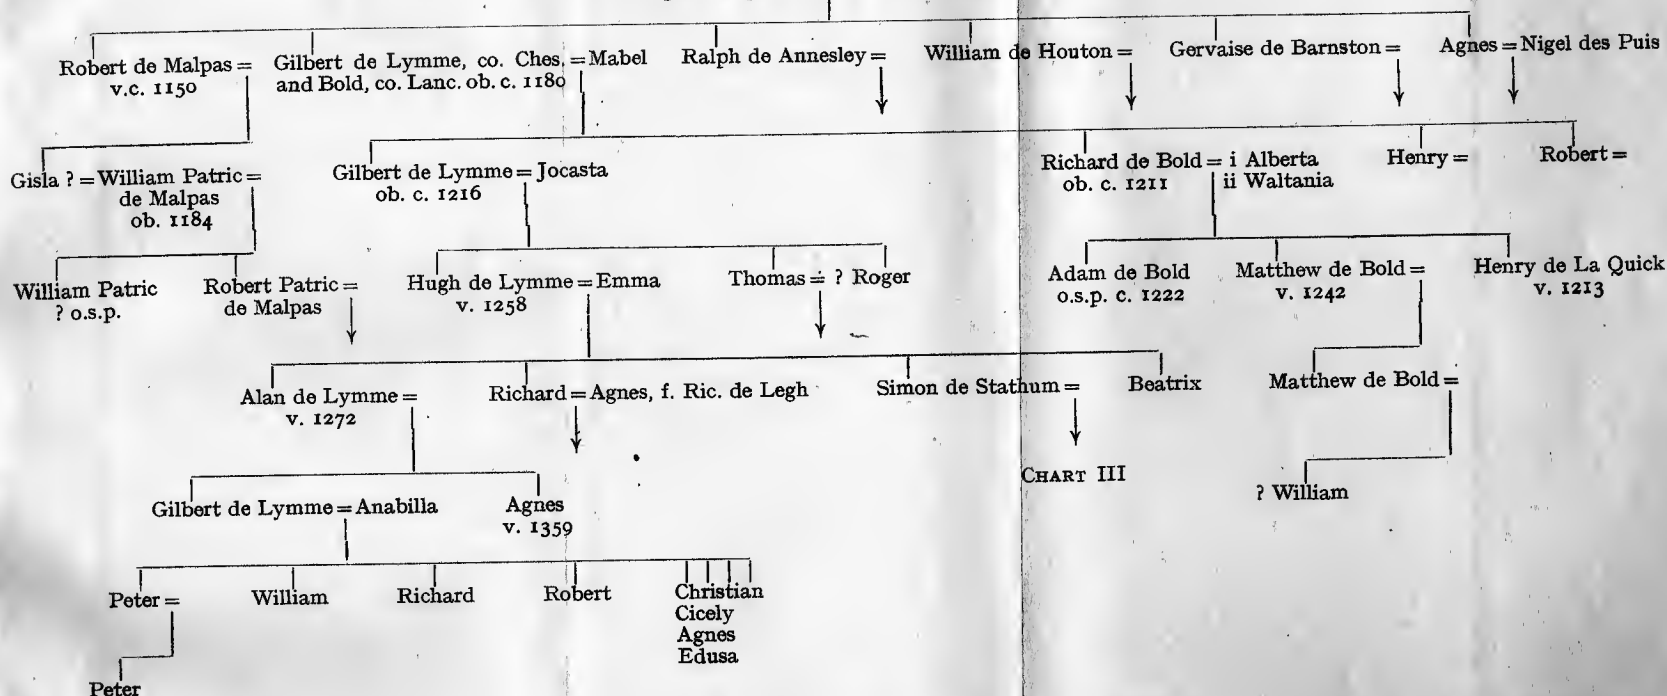 Robert de Malpas =
v.c. 1150
Gilbert de Lymme, co. Ches. = Mabel
and Bold, co. Lanc. ob. c. 1180
Ralph de Annesley =
William de Houton =
Gervaise de Barnston =
Agnes = Nigel des Puis
Gisla ? = William Patric =
de Malpas
ob. 1184
Gilbert de Lymme = Jocasta
ob. c. 1216
Richard de Bold = i Alberta
ob. c. 1211 ii Waltania
Henry =
Robert =
William Patric
? o.s.p.
Robert Patric =
de Malpas
Hugh de Lymme = Emma
v. 1258
Thomas = ? Roger
Adam de Bold
o.s.p. c. 1222
Matthew de Bold =
v. 1242
Henry de La Quick
v. 1213
Alan de Lymme =
v. 1272
Richard = Agnes, f. Ric. de Legh
Simon de Stathum =
Beatrix
Matthew de Bold =
CHART III
? William
Gilbert de Lymme = Anabilla
Agnes
v. 1359
Peter =
William
Richard
Robert
Christian
Cicely
Agnes
Edusa
Peter